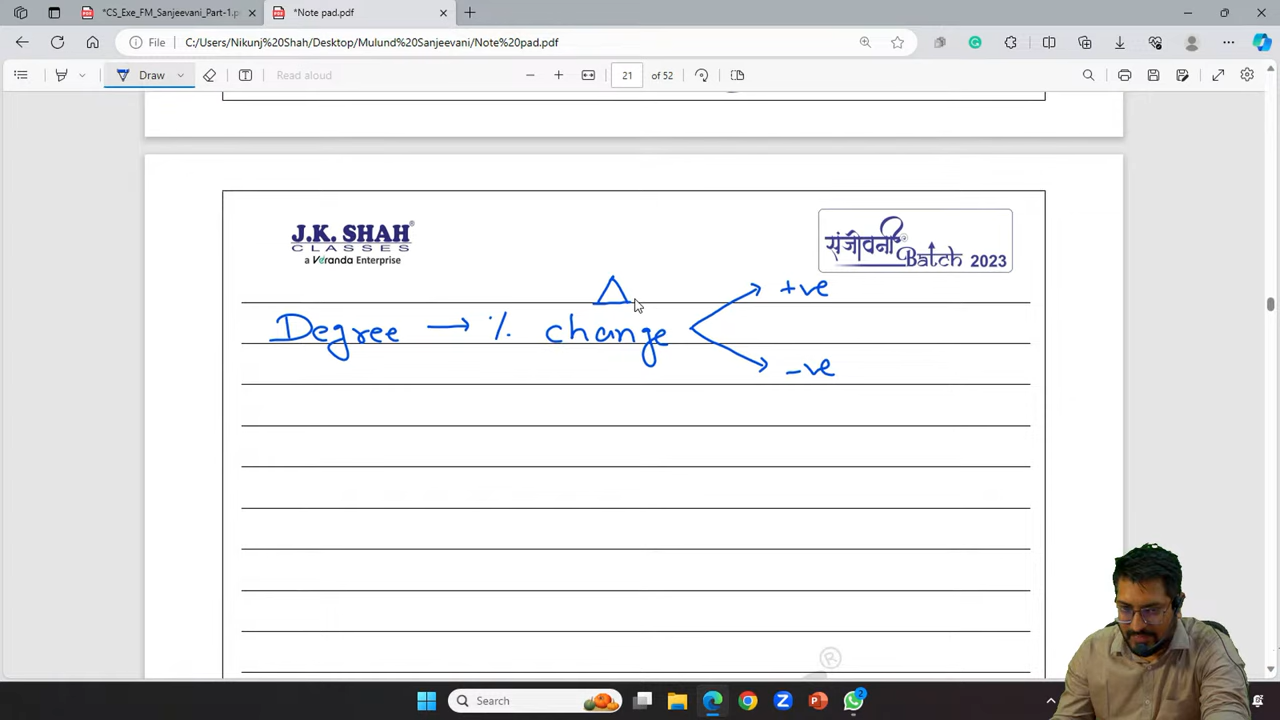 *CS_Exe_FM_Sanjeevani_Part-1.p
*Note pad.pdf
File C:/Users/Nikunj%20Shah/Desktop/Mulund%20Sanjeevani/Note%20pad.pdf
Draw
Read aloud
21 of 52
J.K. SHAH®
CLASSES
a Veranda Enterprise
संजीवनी
Batch 2023
Δ
Degree → % change
+ve
-ve
®
Search
2